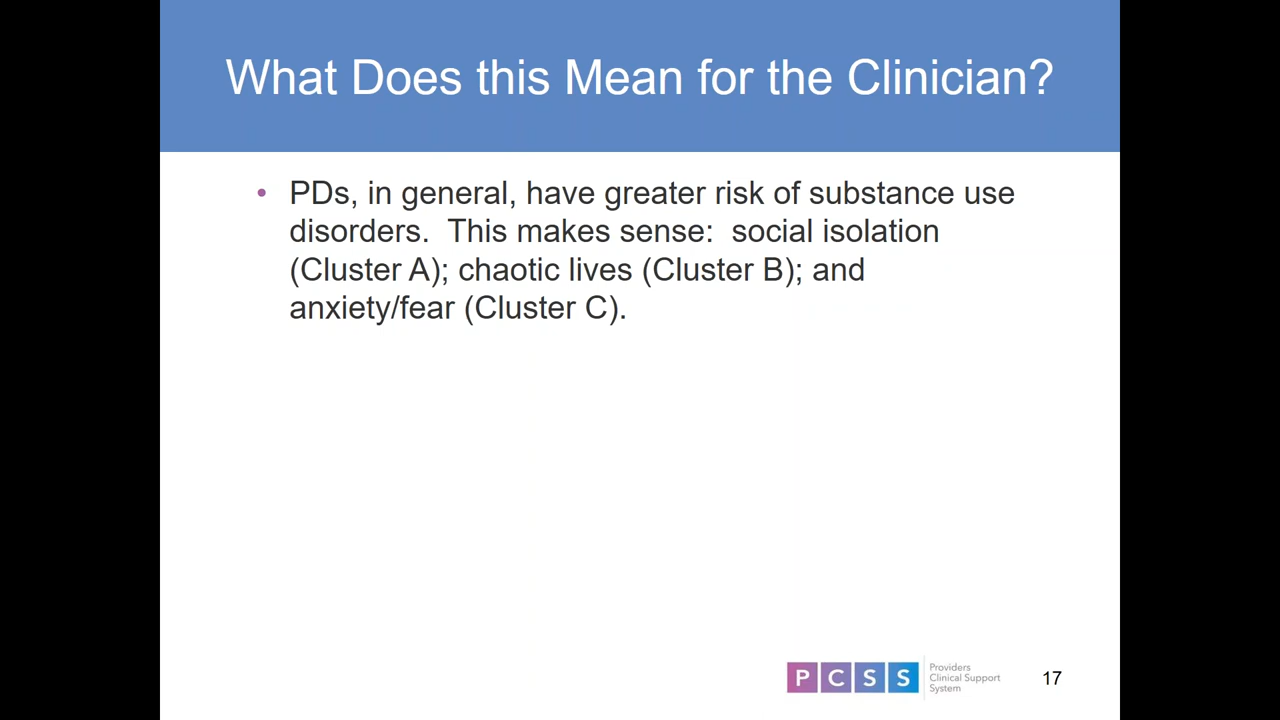 What Does this Mean for the Clinician?
• PDs, in general, have greater risk of substance use
disorders.  This makes sense:  social isolation
(Cluster A); chaotic lives (Cluster B); and
anxiety/fear (Cluster C).
PCSS
Providers
Clinical Support
System
17